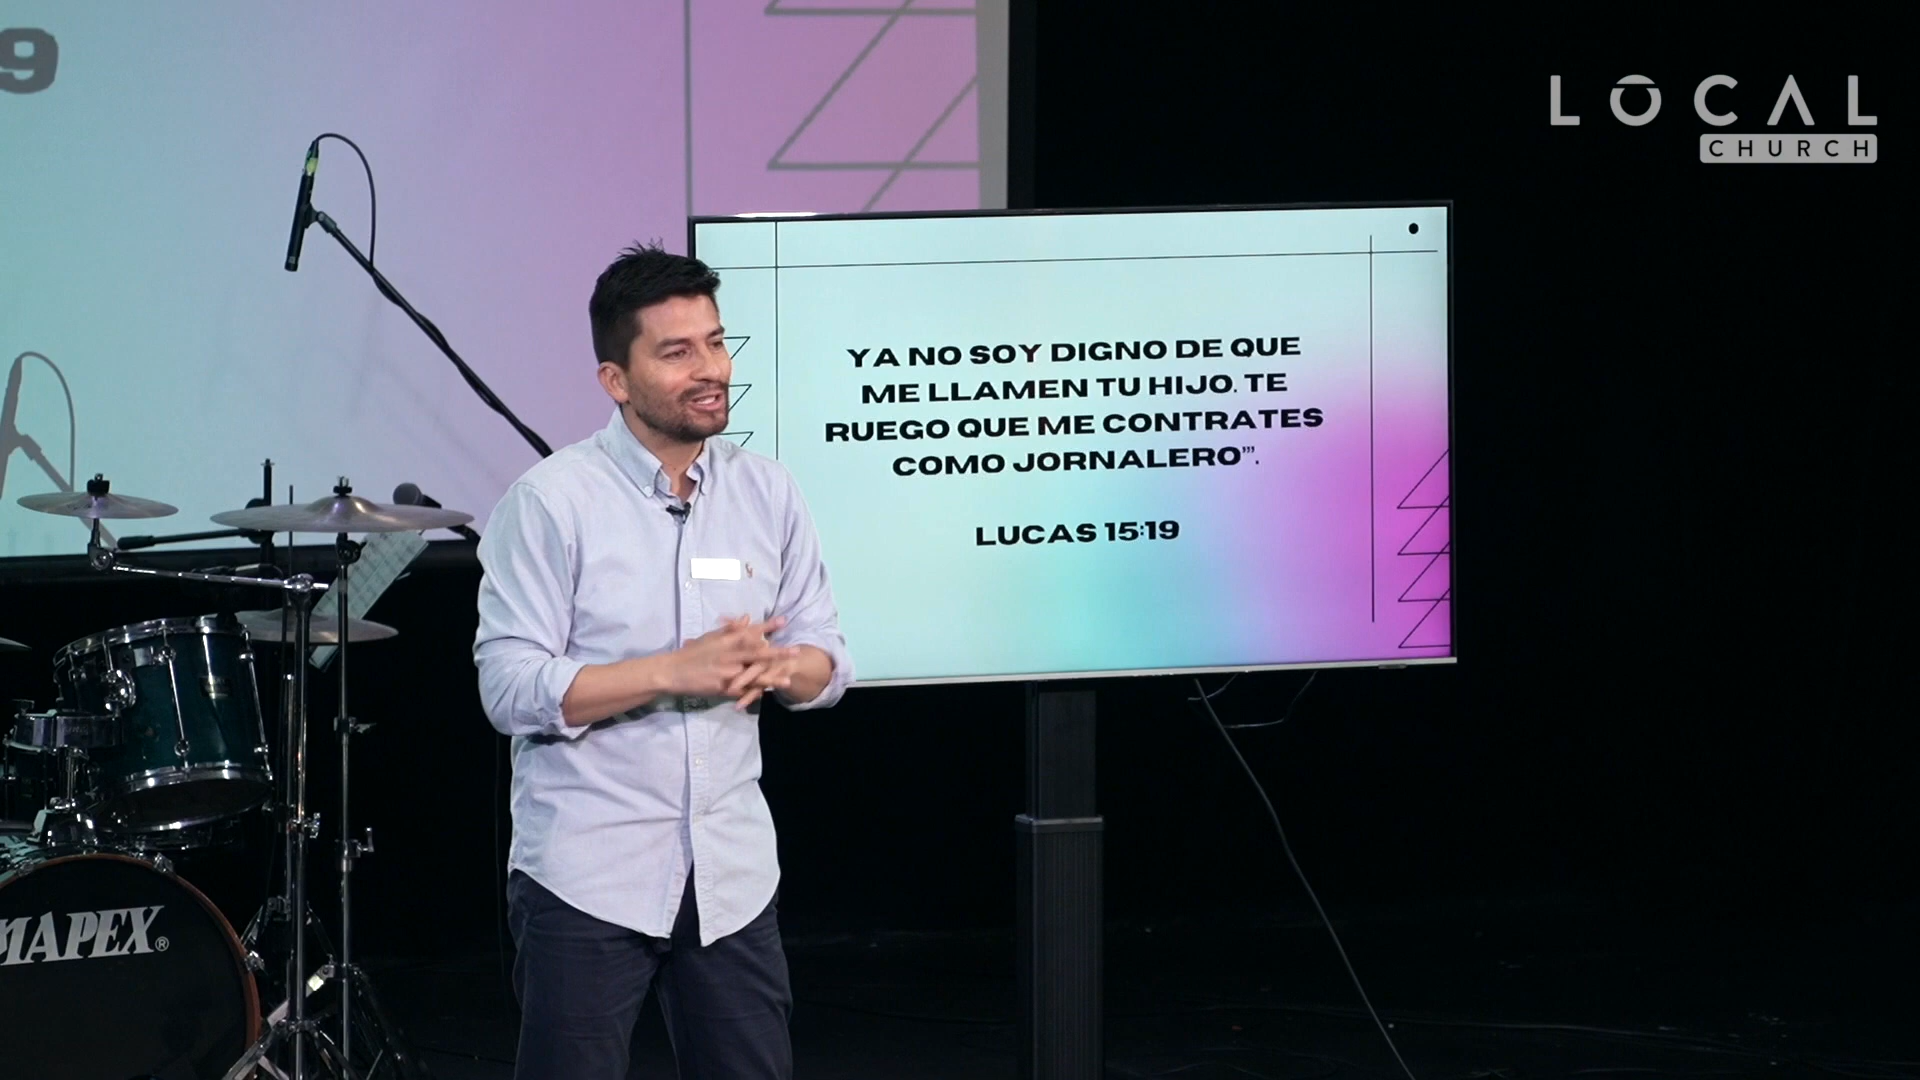 9
LOCAL
CHURCH
YA NO SOY DIGNO DE QUE
ME LLAMEN TU HIJO. TE
RUEGO QUE ME CONTRATES
COMO JORNALERO”’.
LUCAS 15:19
MAPEX®